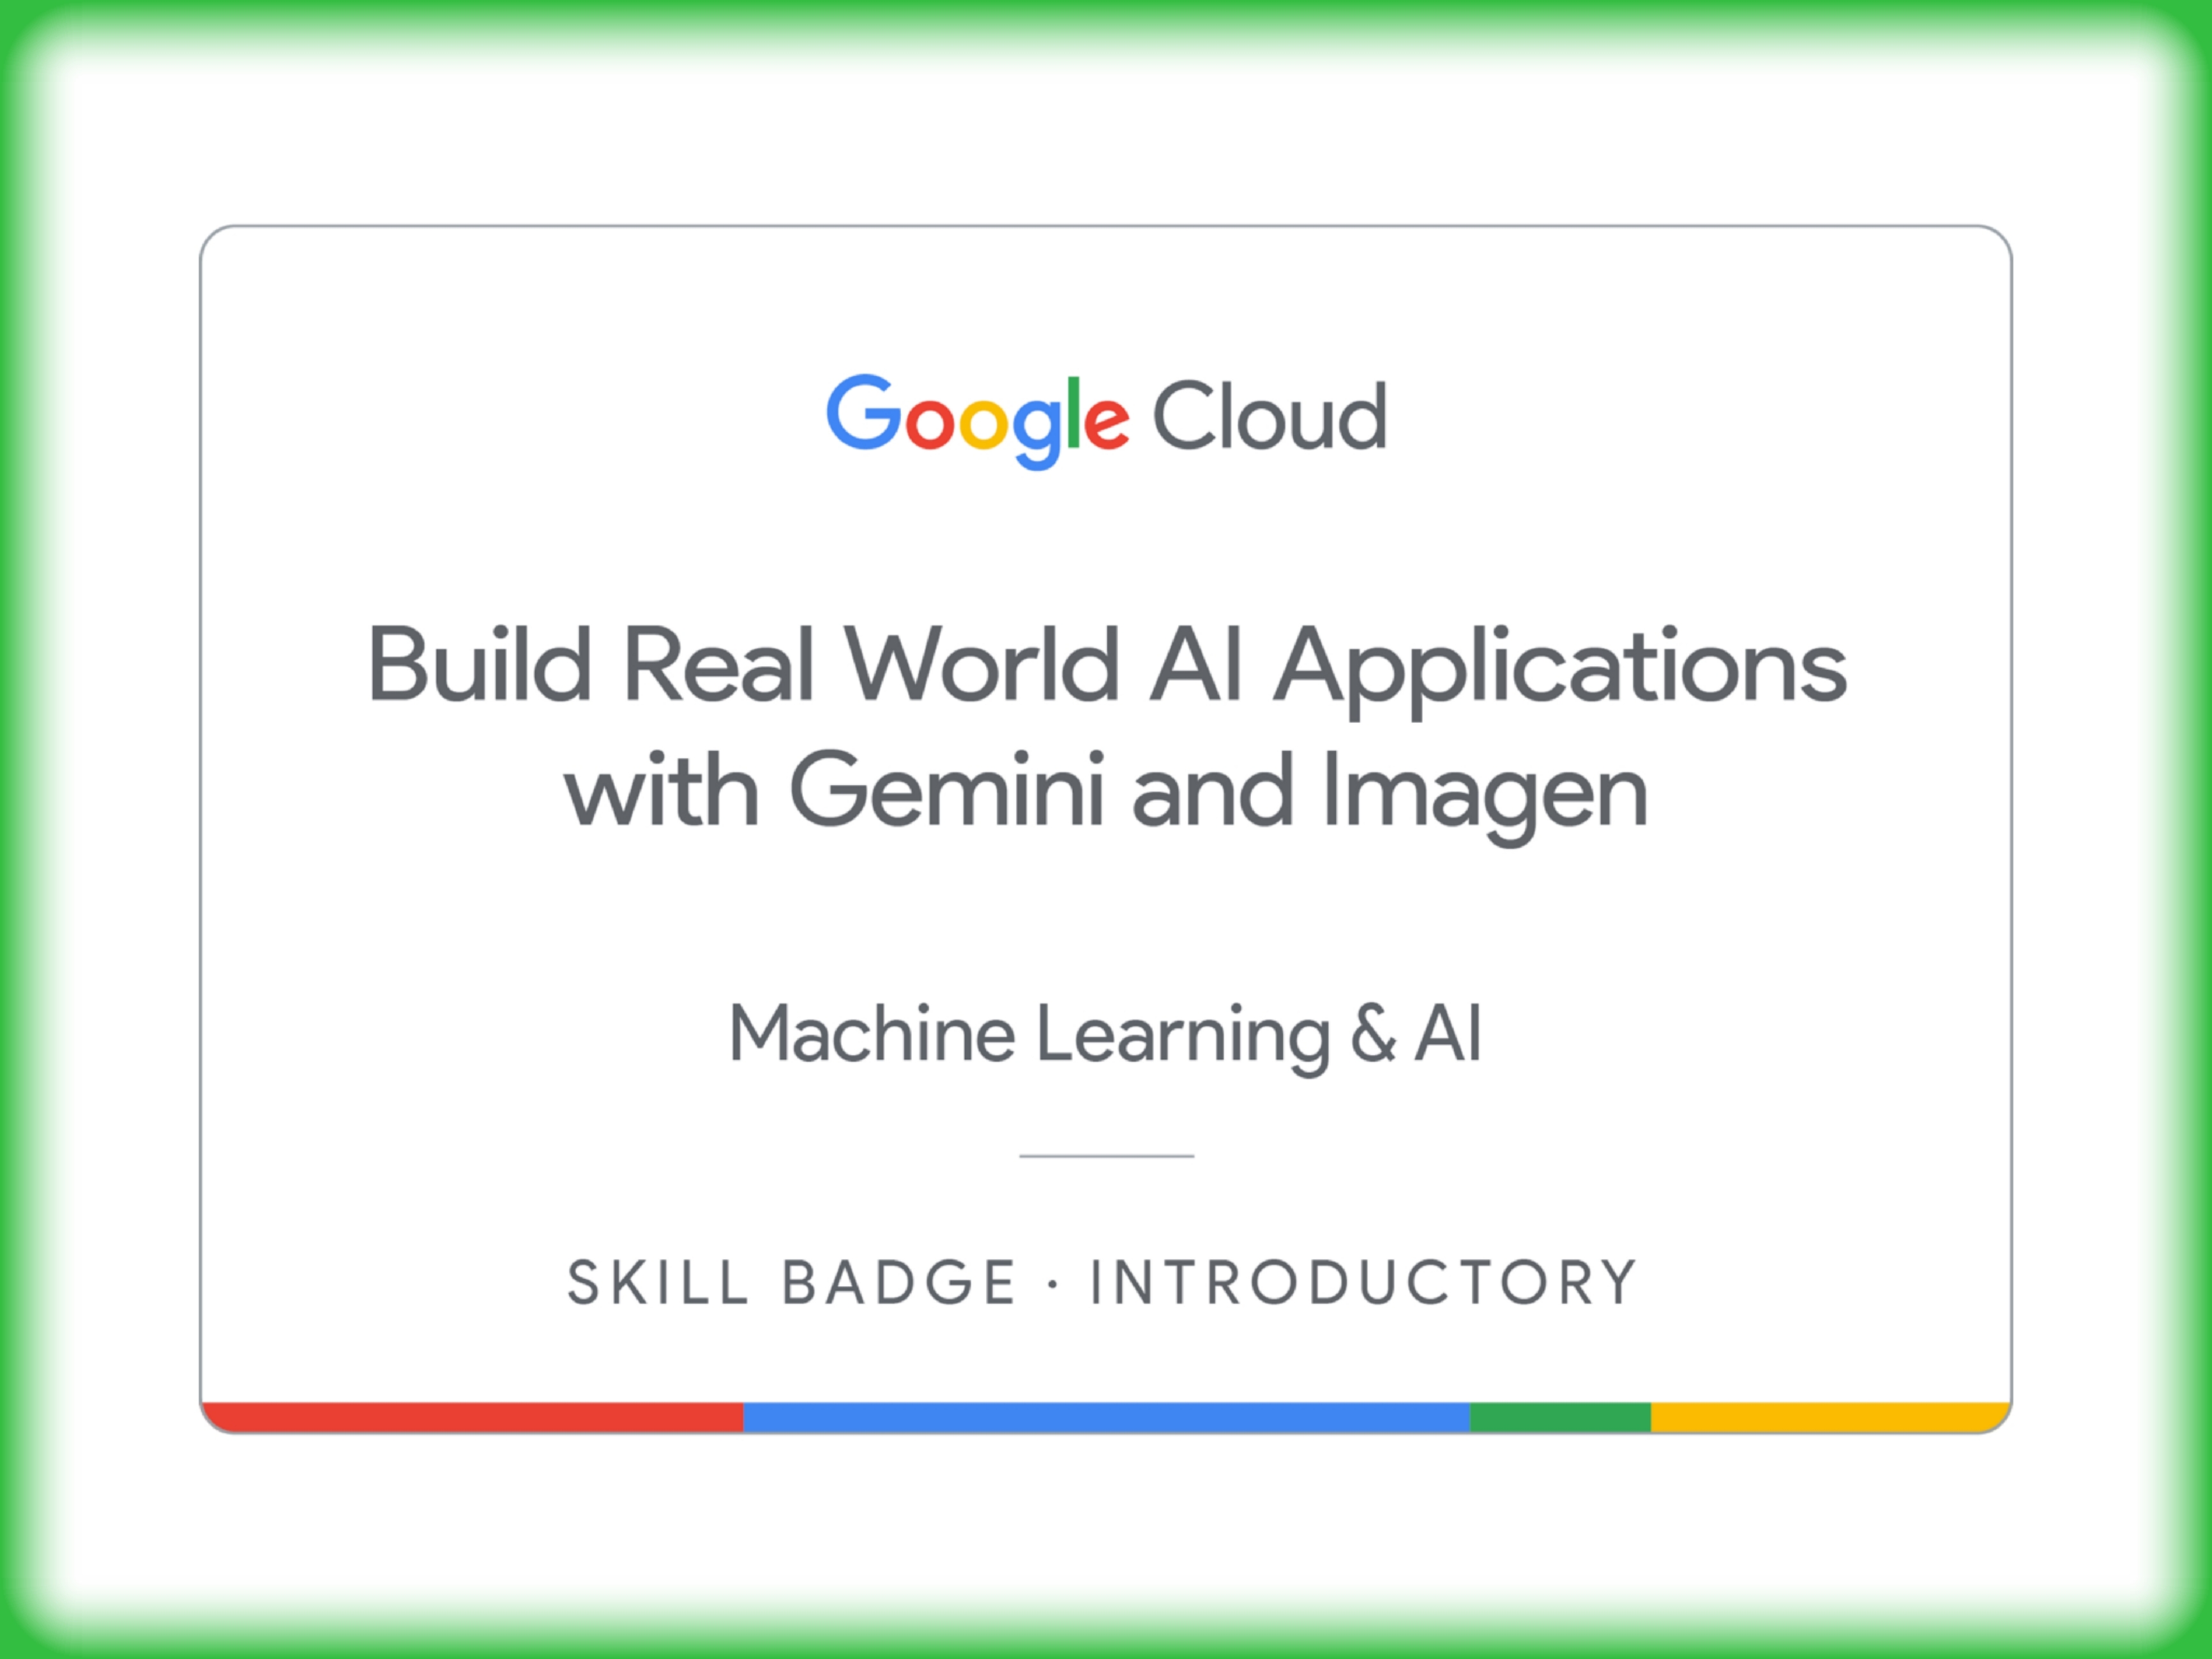 Google Cloud
Build Real World AI Applications
with Gemini and Imagen
Machine Learning & AI
SKILL BADGE · INTRODUCTORY